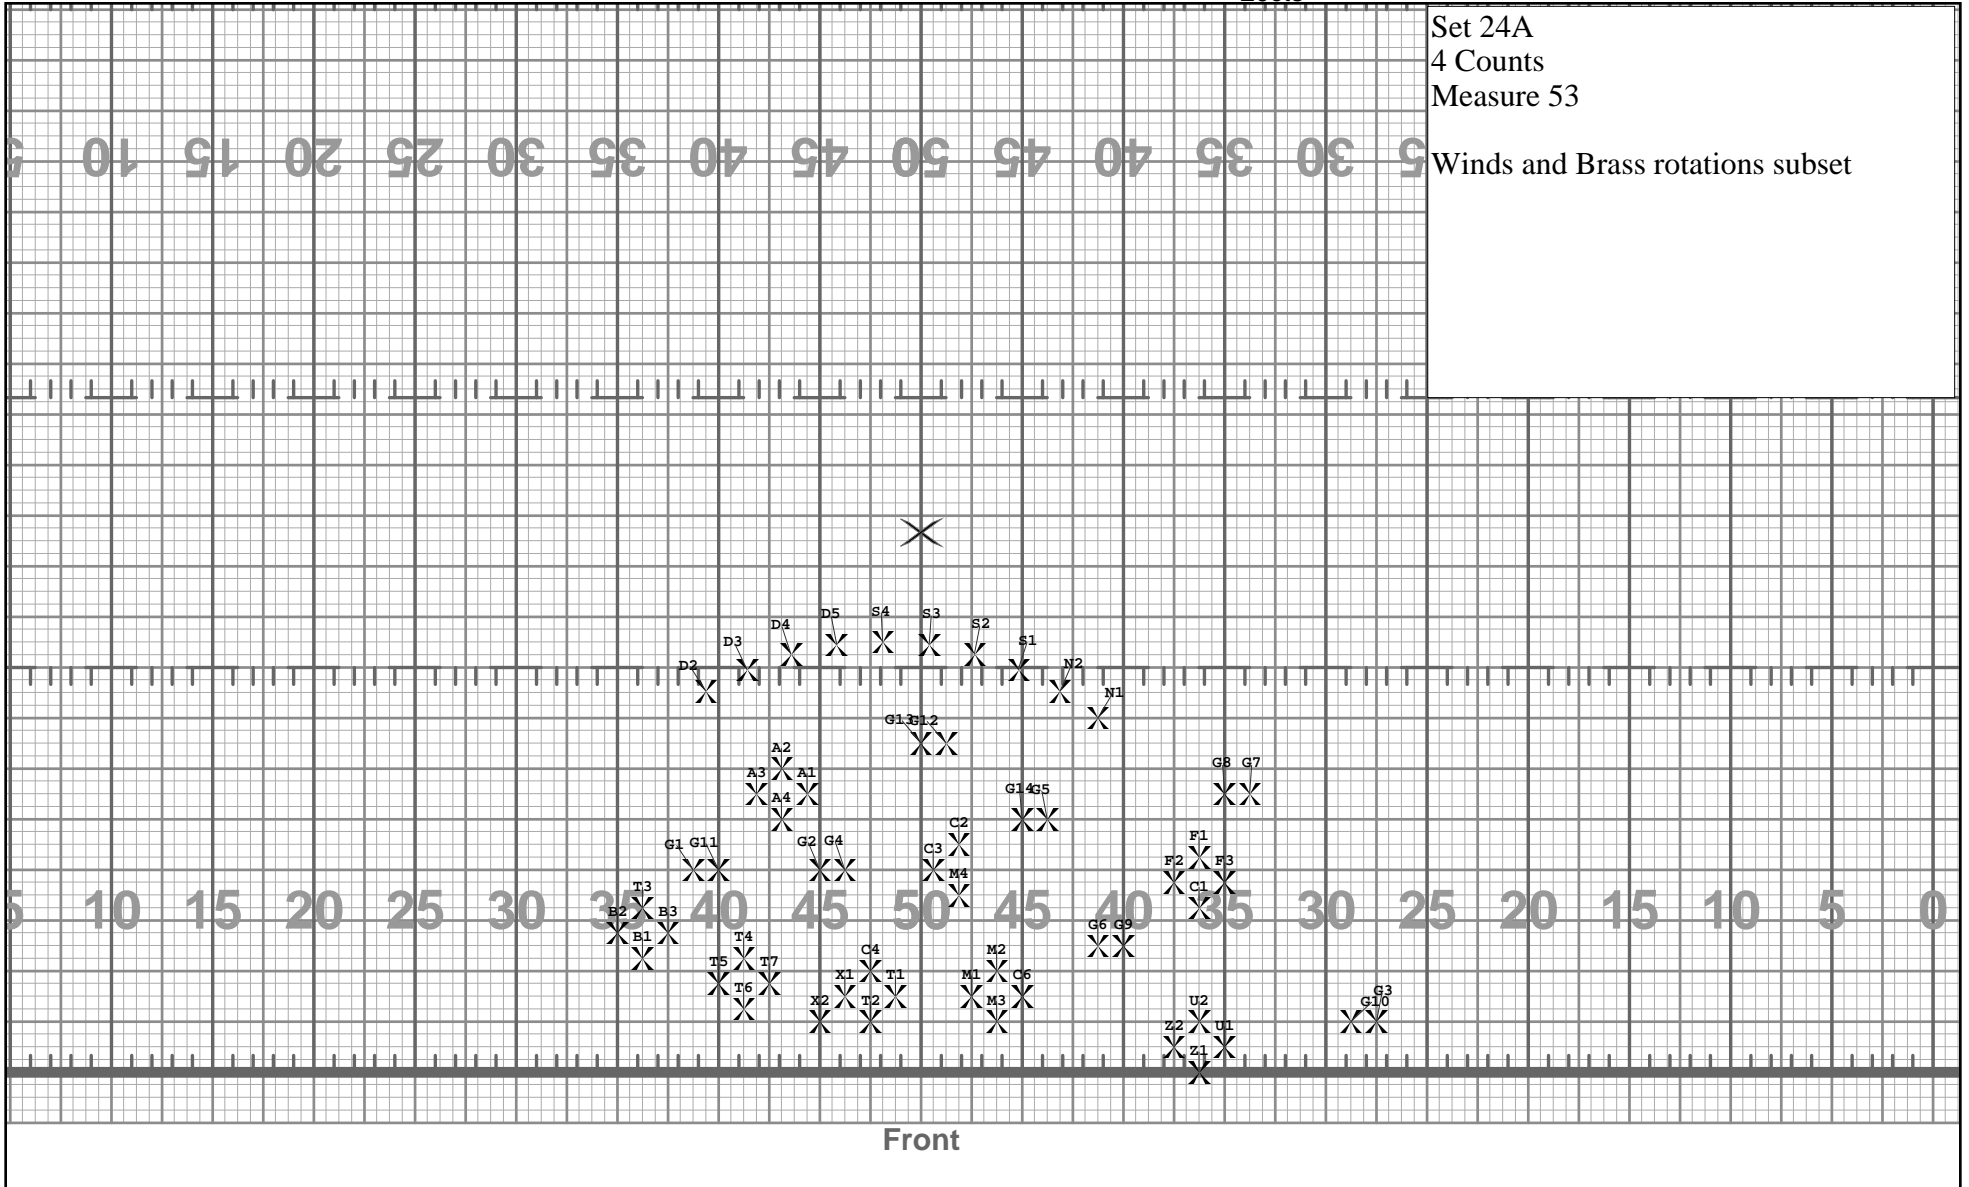 Set 24A
4 Counts
Measure 53
Winds and Brass rotations subset
5 10 15 20 25 30 35 40 45 50 45 40 35 30 5
D5 S4 S3 S2
D4 S1
D3 N2
D2 N1
G13 G12
A2
A3 A1 G8 G7
A4 G14 G5
C2 F1
G1 G11 G2 G4 C3 F2 F3
T3 M4 C1
5 10 15 20 25 30 35 40 45 50 45 40 35 30 25 20 15 10 5 0
B2 B3 G6 G9
B1 T4 C4 M2
T5 T7 X1 T1 M1 C6
T6 X2 T2 M3 U2 G10 G3
Z2 U1
Z1
Front